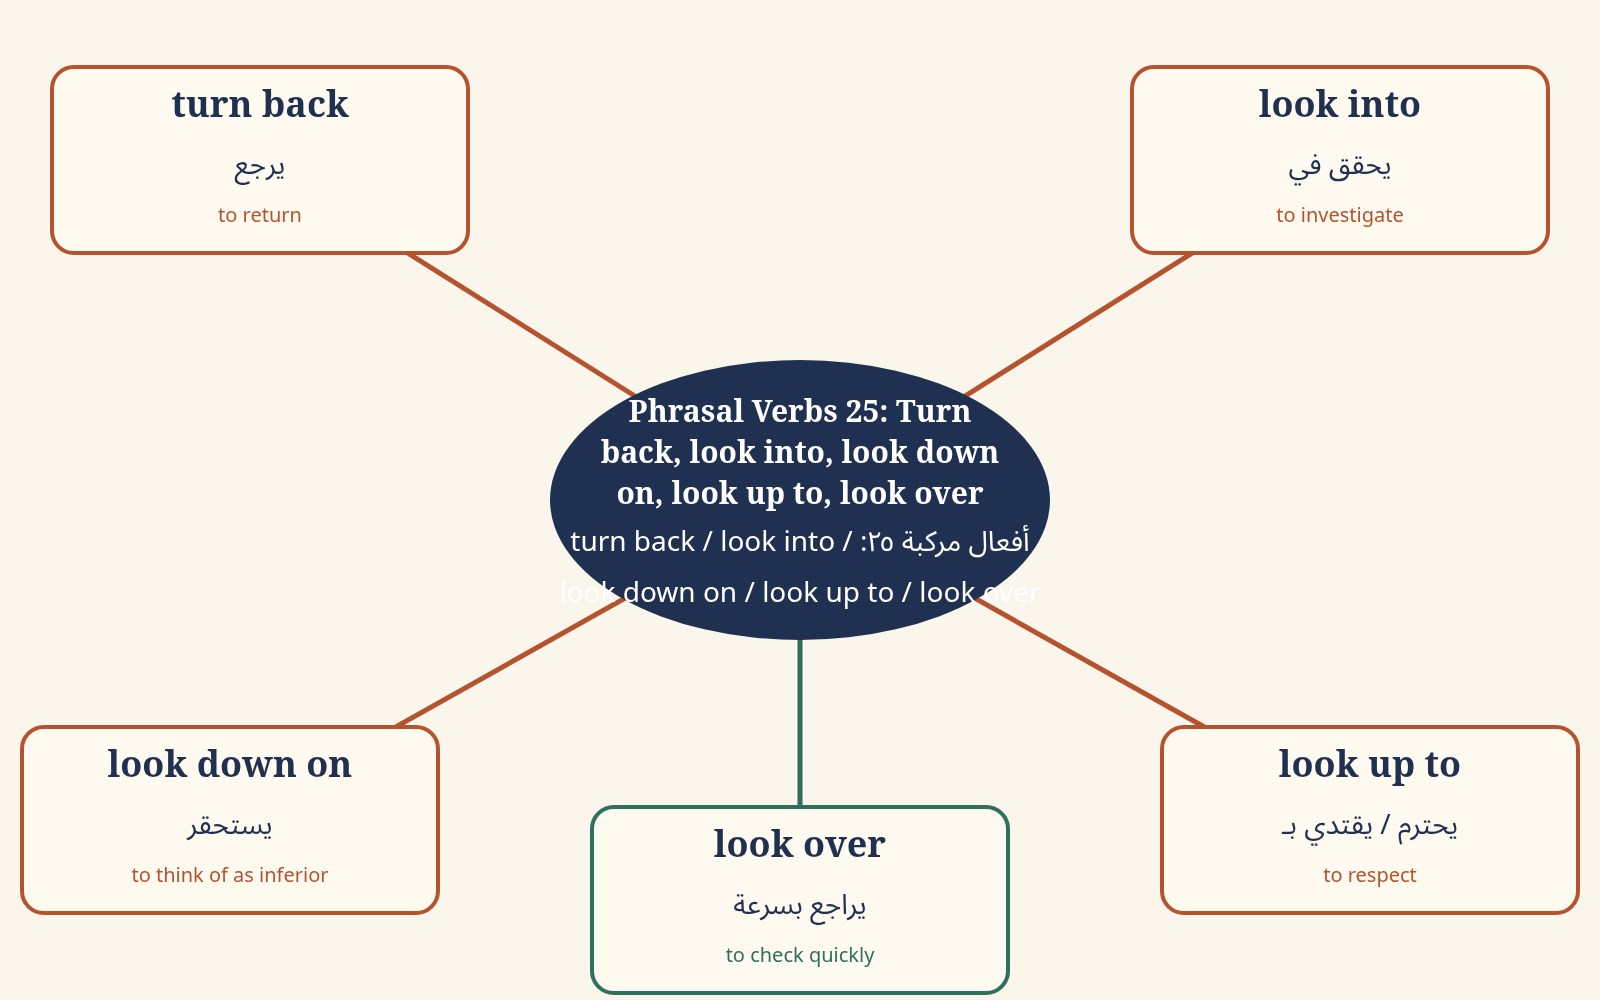 turn back
يرجع
to return
look into
يحقق في
to investigate
Phrasal Verbs 25: Turn
back, look into, look down
on, look up to, look over
أفعال مركبة ٢٥: turn back / look into /
look down on / look up to / look over
look down on
يستحقر
to think of as inferior
look over
يراجع بسرعة
to check quickly
look up to
يحترم / يقتدي بـ
to respect